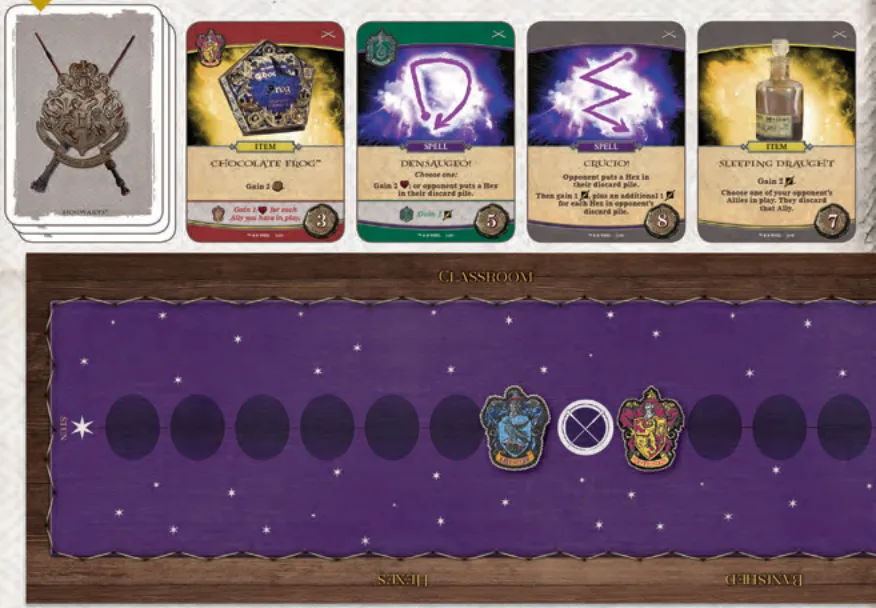 HOGWARTS
ITEM
CHOCOLATE FROG™
Gain 2
Gain 2 for each
Ally you have in play.
3
SPELL
DENSAUGEO!
Choose one:
Gain 2 ; or opponent puts a Hex
in their discard pile.
Gain 1
5
SPELL
CRUCIO!
Opponent puts a Hex in
their discard pile.
Then gain 1 , plus an additional 1
for each Hex in opponent's
discard pile.
8
ITEM
SLEEPING DRAUGHT
Gain 2 .
Choose one of your opponent's
Allies in play. They discard
that Ally.
7
CLASSROOM
STUN
HEXES
BANISHED